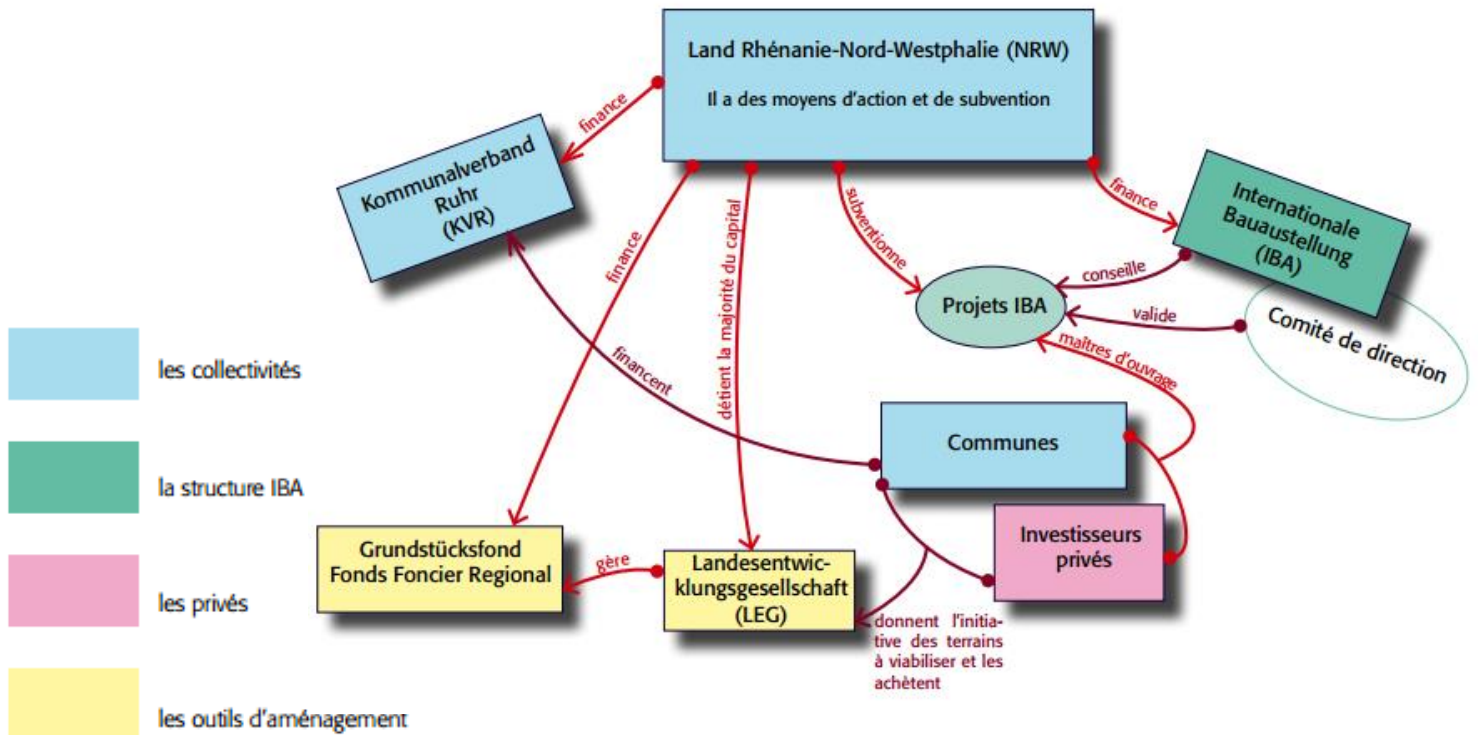 Land Rhénanie-Nord-Westphalie (NRW)
Il a des moyens d'action et de subvention
finance
Kommunalverband
Ruhr
(KVR)
finance
Internationale
Bauaustellung
(IBA)
subventionne
détient la majorité du capital
finance
conseille
Projets IBA
valide
Comité de direction
maîtres d'ouvrage
financent
les collectivités
Communes
la structure IBA
Investisseurs
privés
Grundstücksfond
Fonds Foncier Regional
gère
Landesentwic-
klungsgesellschaft
(LEG)
donnent l'initia-
tive des terrains
à viabiliser et les
achètent
les privés
les outils d'aménagement